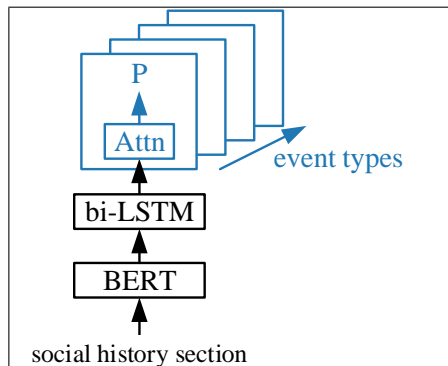 P
Attn
event types
bi-LSTM
BERT
social history section